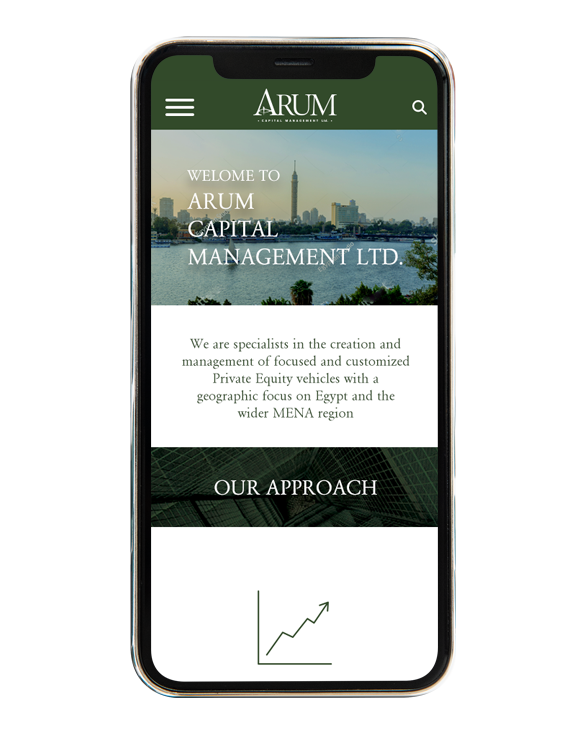 ARUM
• CAPITAL MANAGEMENT Ltd. •
WELOME TO
ARUM
CAPITAL
MANAGEMENT LTD.
We are specialists in the creation and
management of focused and customized
Private Equity vehicles with a
geographic focus on Egypt and the
wider MENA region
OUR APPROACH